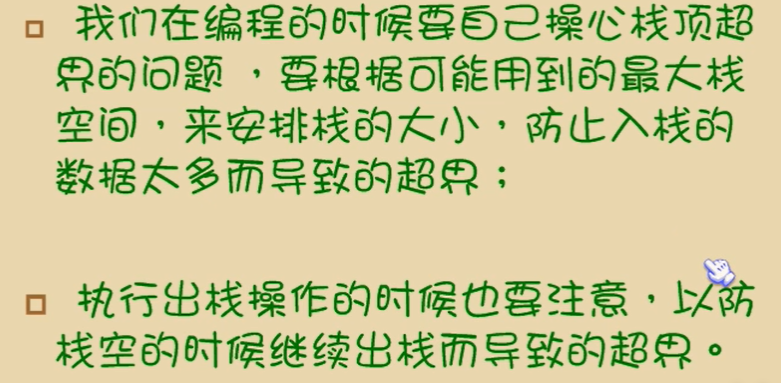 我们在编程的时候要自己操心栈顶超
界的问题 ，要根据可能用到的最大栈
空间，来安排栈的大小，防止入栈的
数据太多而导致的超界；
执行出栈操作的时候也要注意，以防
栈空的时候继续出栈而导致的超界。